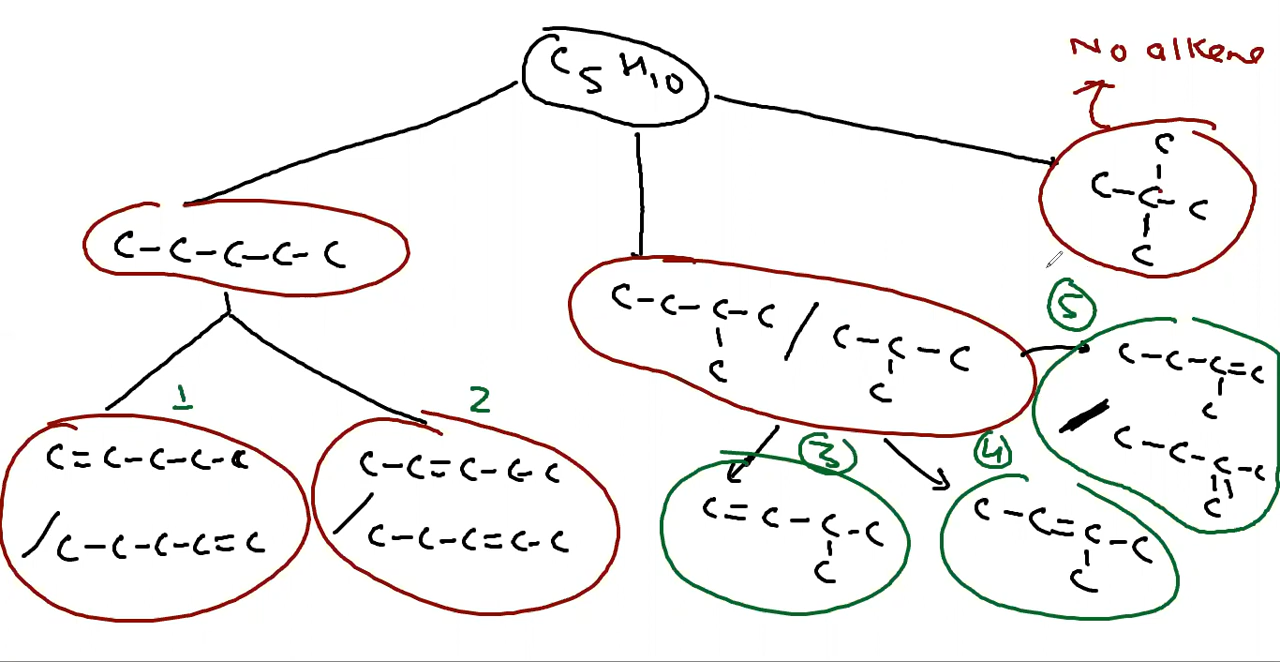 C5H10
No alkene
C
C-C-C
C
C-C-C-C-C
C-C-C-C / C-C-C
C
C
5
C-C-C=C
C
/ C-C-C-C
C
1
C=C-C-C-C
/ C-C-C-C=C
2
C-C=C-C-C
/ C-C-C=C-C
3
C=C-C-C
C
4
C-C=C-C
C